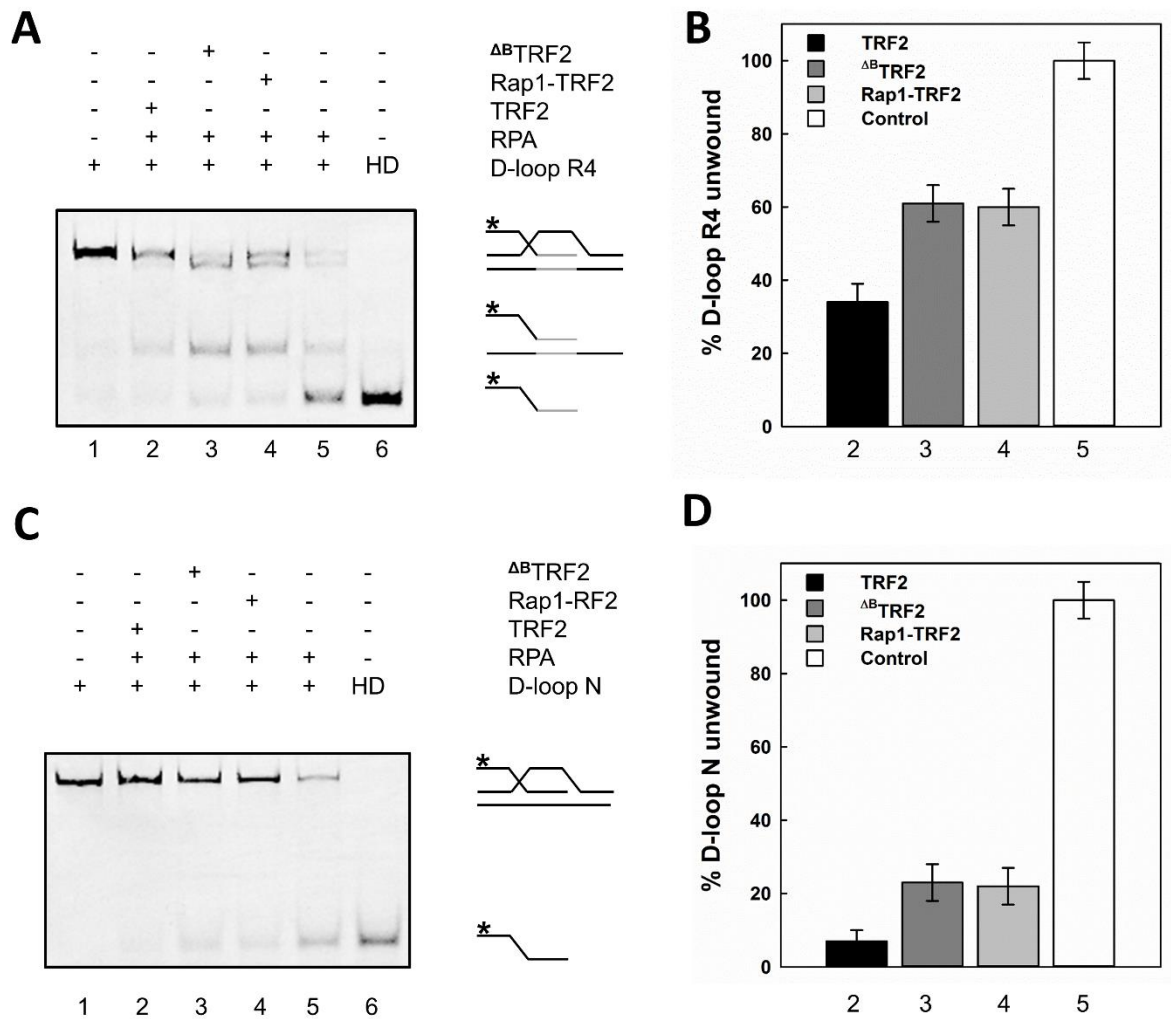 A
- - + - - - ΔBTRF2
- - - + - - Rap1-TRF2
- + - - - - TRF2
- + + + + - RPA
+ + + + + HD D-loop R4
*
*
*
1 2 3 4 5 6
B
TRF2
ΔBTRF2
Rap1-TRF2
Control
% D-loop R4 unwound
100
80
60
40
20
0
2 3 4 5
C
- - + - - - ΔBTRF2
- - - + - - Rap1-RF2
- + - - - - TRF2
- + + + + - RPA
+ + + + + HD D-loop N
*
*
1 2 3 4 5 6
D
TRF2
ΔBTRF2
Rap1-TRF2
Control
% D-loop N unwound
100
80
60
40
20
0
2 3 4 5